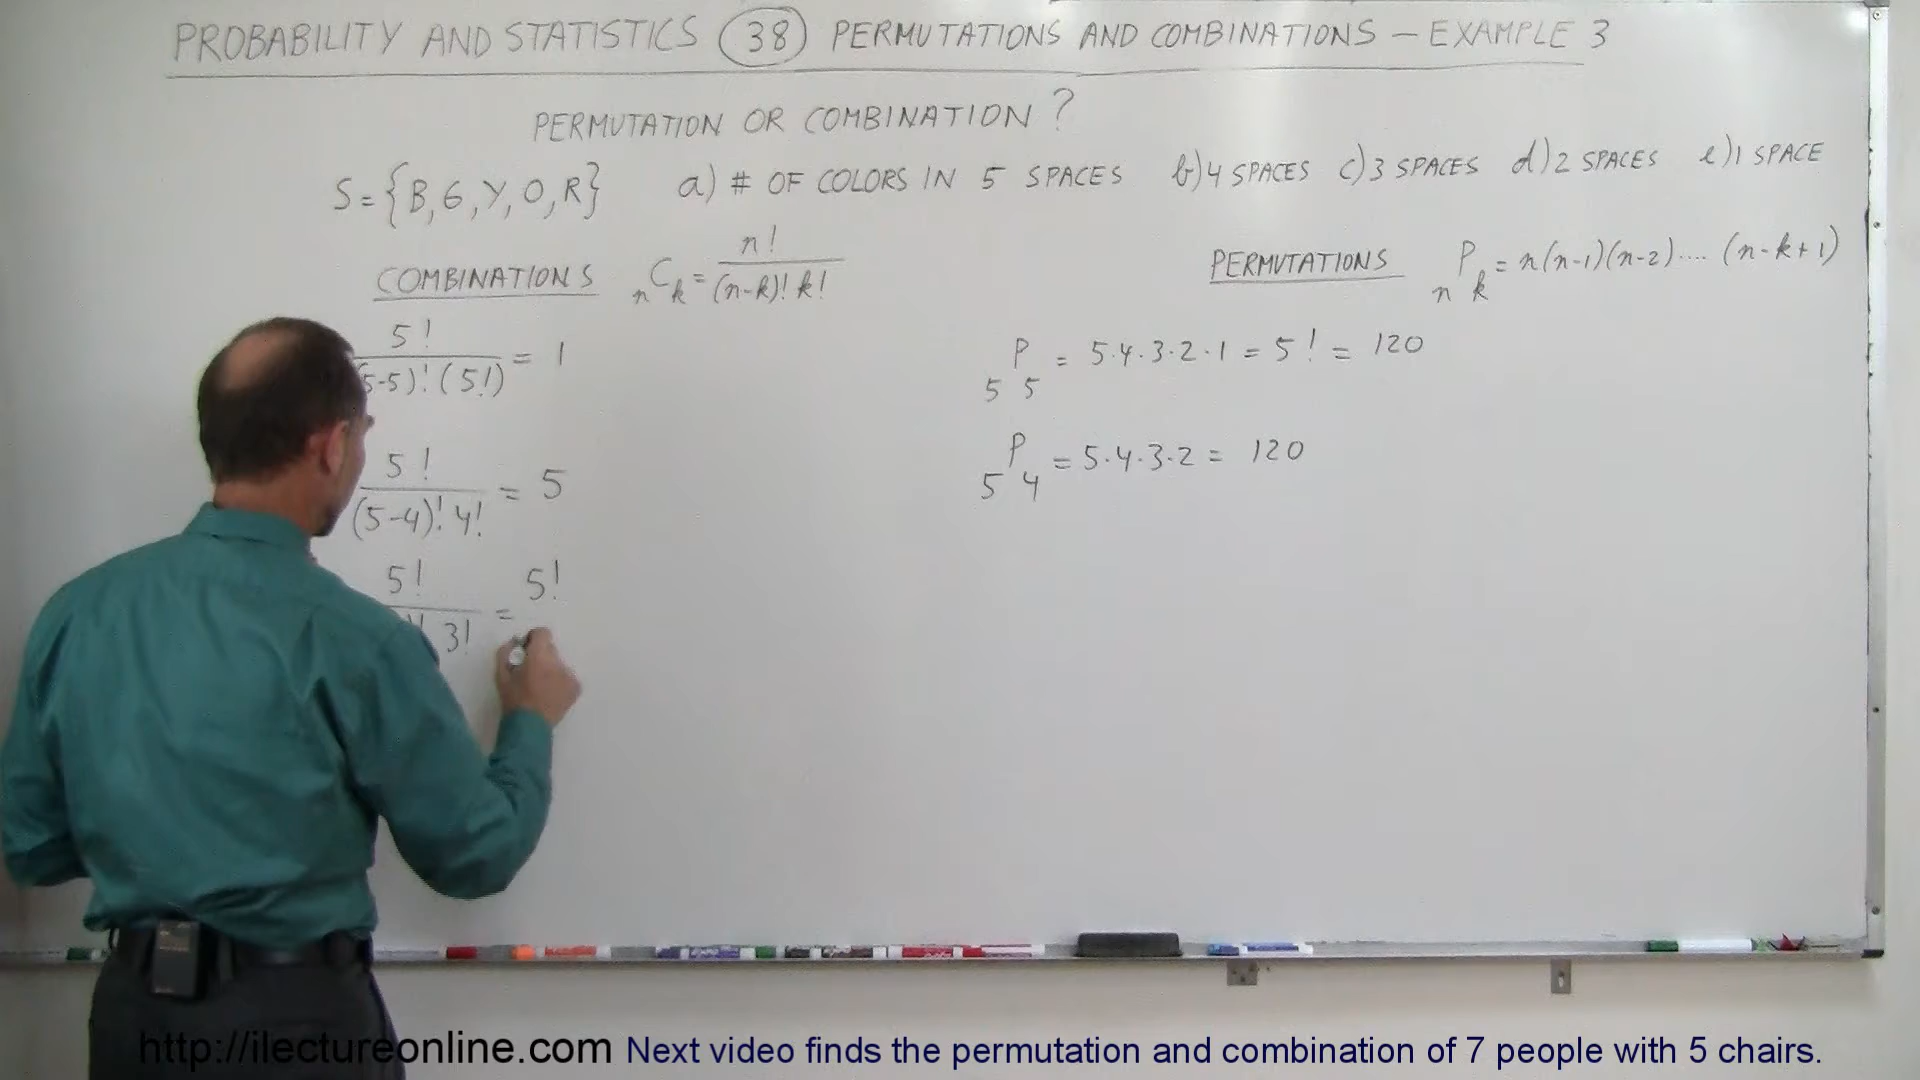 PROBABILITY AND STATISTICS 38 PERMUTATIONS AND COMBINATIONS – EXAMPLE 3
PERMUTATION OR COMBINATION?
S = {B, G, Y, O, R} a) # OF COLORS IN 5 SPACES b) 4 SPACES c) 3 SPACES d) 2 SPACES e) 1 SPACE
COMBINATIONS nCk = n! / (n-k)! k!
5! / (5-5)! (5!) = 1
5! / (5-4)! 4! = 5
5! / 3! = 5!
PERMUTATIONS nPk = n(n-1)(n-2).... (n-k+1)
5P5 = 5·4·3·2·1 = 5! = 120
5P4 = 5·4·3·2 = 120
http://ilectureonline.com Next video finds the permutation and combination of 7 people with 5 chairs.